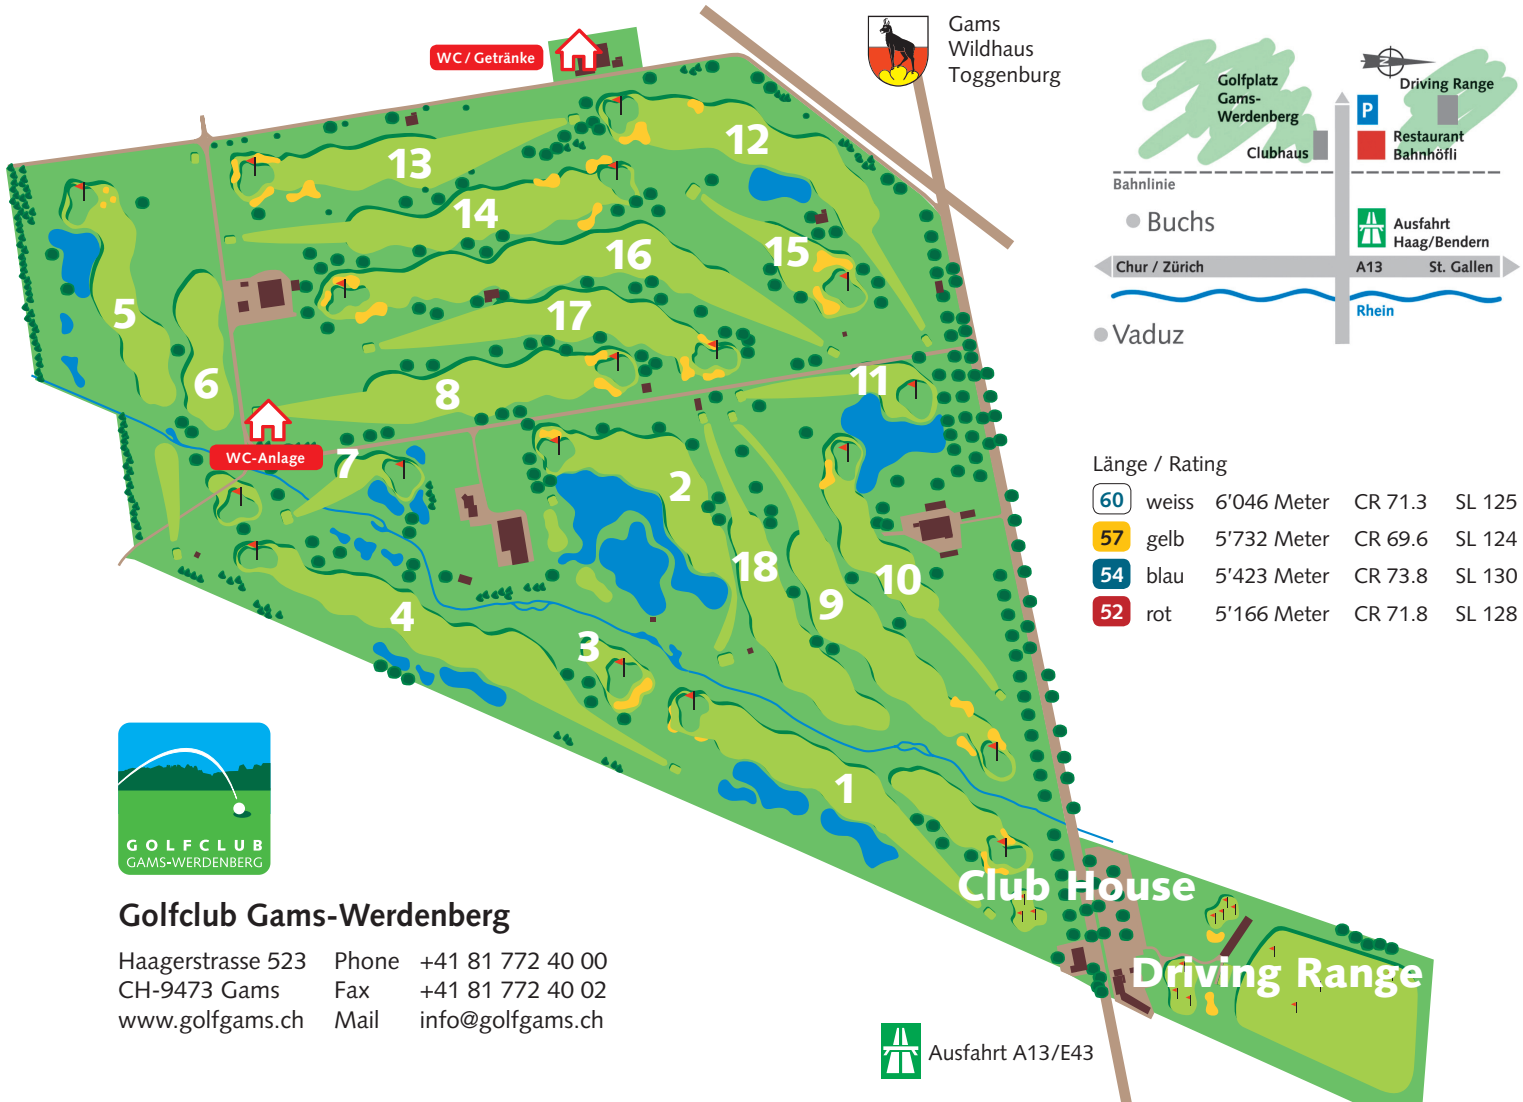 WC / Getränke
Gams
Wildhaus
Toggenburg
Golfplatz
Gams-
Werdenberg
Clubhaus
N
Driving Range
P
Restaurant
Bahnhöfli
Bahnlinie
Buchs
Ausfahrt
Haag/Bendern
Chur / Zürich
A13
St. Gallen
Rhein
Vaduz
12
13
14
15
16
17
5
6
8
11
WC-Anlage
7
2
18
9
10
4
3
1
Länge / Rating
60 weiss 6'046 Meter CR 71.3 SL 125
57 gelb 5'732 Meter CR 69.6 SL 124
54 blau 5'423 Meter CR 73.8 SL 130
52 rot 5'166 Meter CR 71.8 SL 128
Club House
Driving Range
GOLFCLUB
GAMS-WERDENBERG
Golfclub Gams-Werdenberg
Haagerstrasse 523 Phone +41 81 772 40 00
CH-9473 Gams Fax +41 81 772 40 02
www.golfgams.ch Mail info@golfgams.ch
Ausfahrt A13/E43